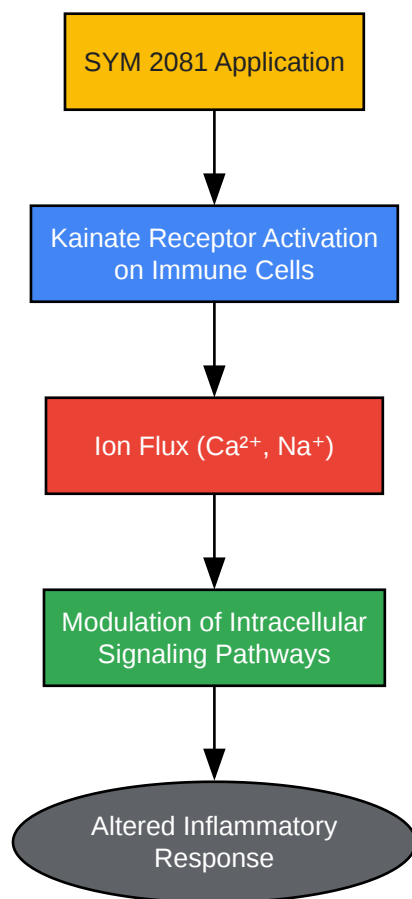 SYM 2081 Application
Kainate Receptor Activation
on Immune Cells
Ion Flux (Ca²⁺, Na⁺)
Modulation of Intracellular
Signaling Pathways
Altered Inflammatory
Response